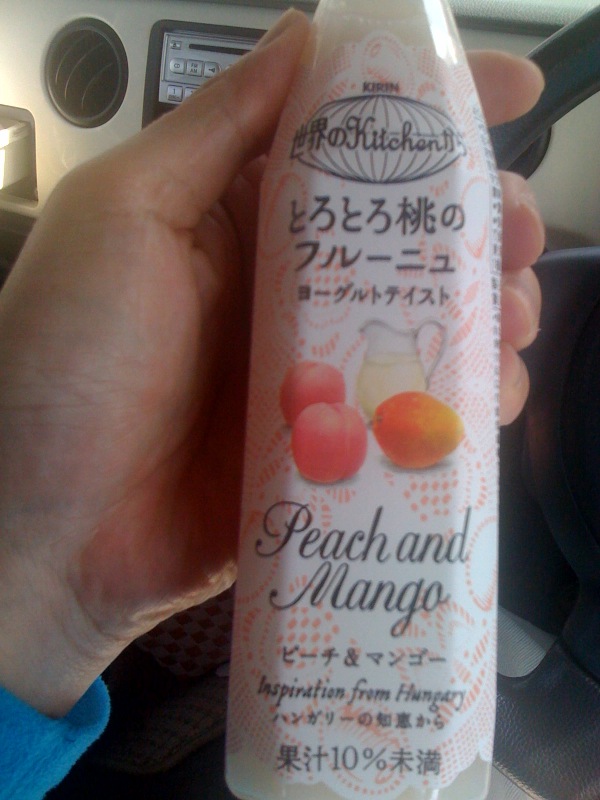 KIRIN
世界のKitchenから
とろとろ桃の
フルーニュ
ヨーグルトテイスト
Peach and
Mango
ピーチ&マンゴー
Inspiration from Hungary
ハンガリーの知恵から
果汁10%未満